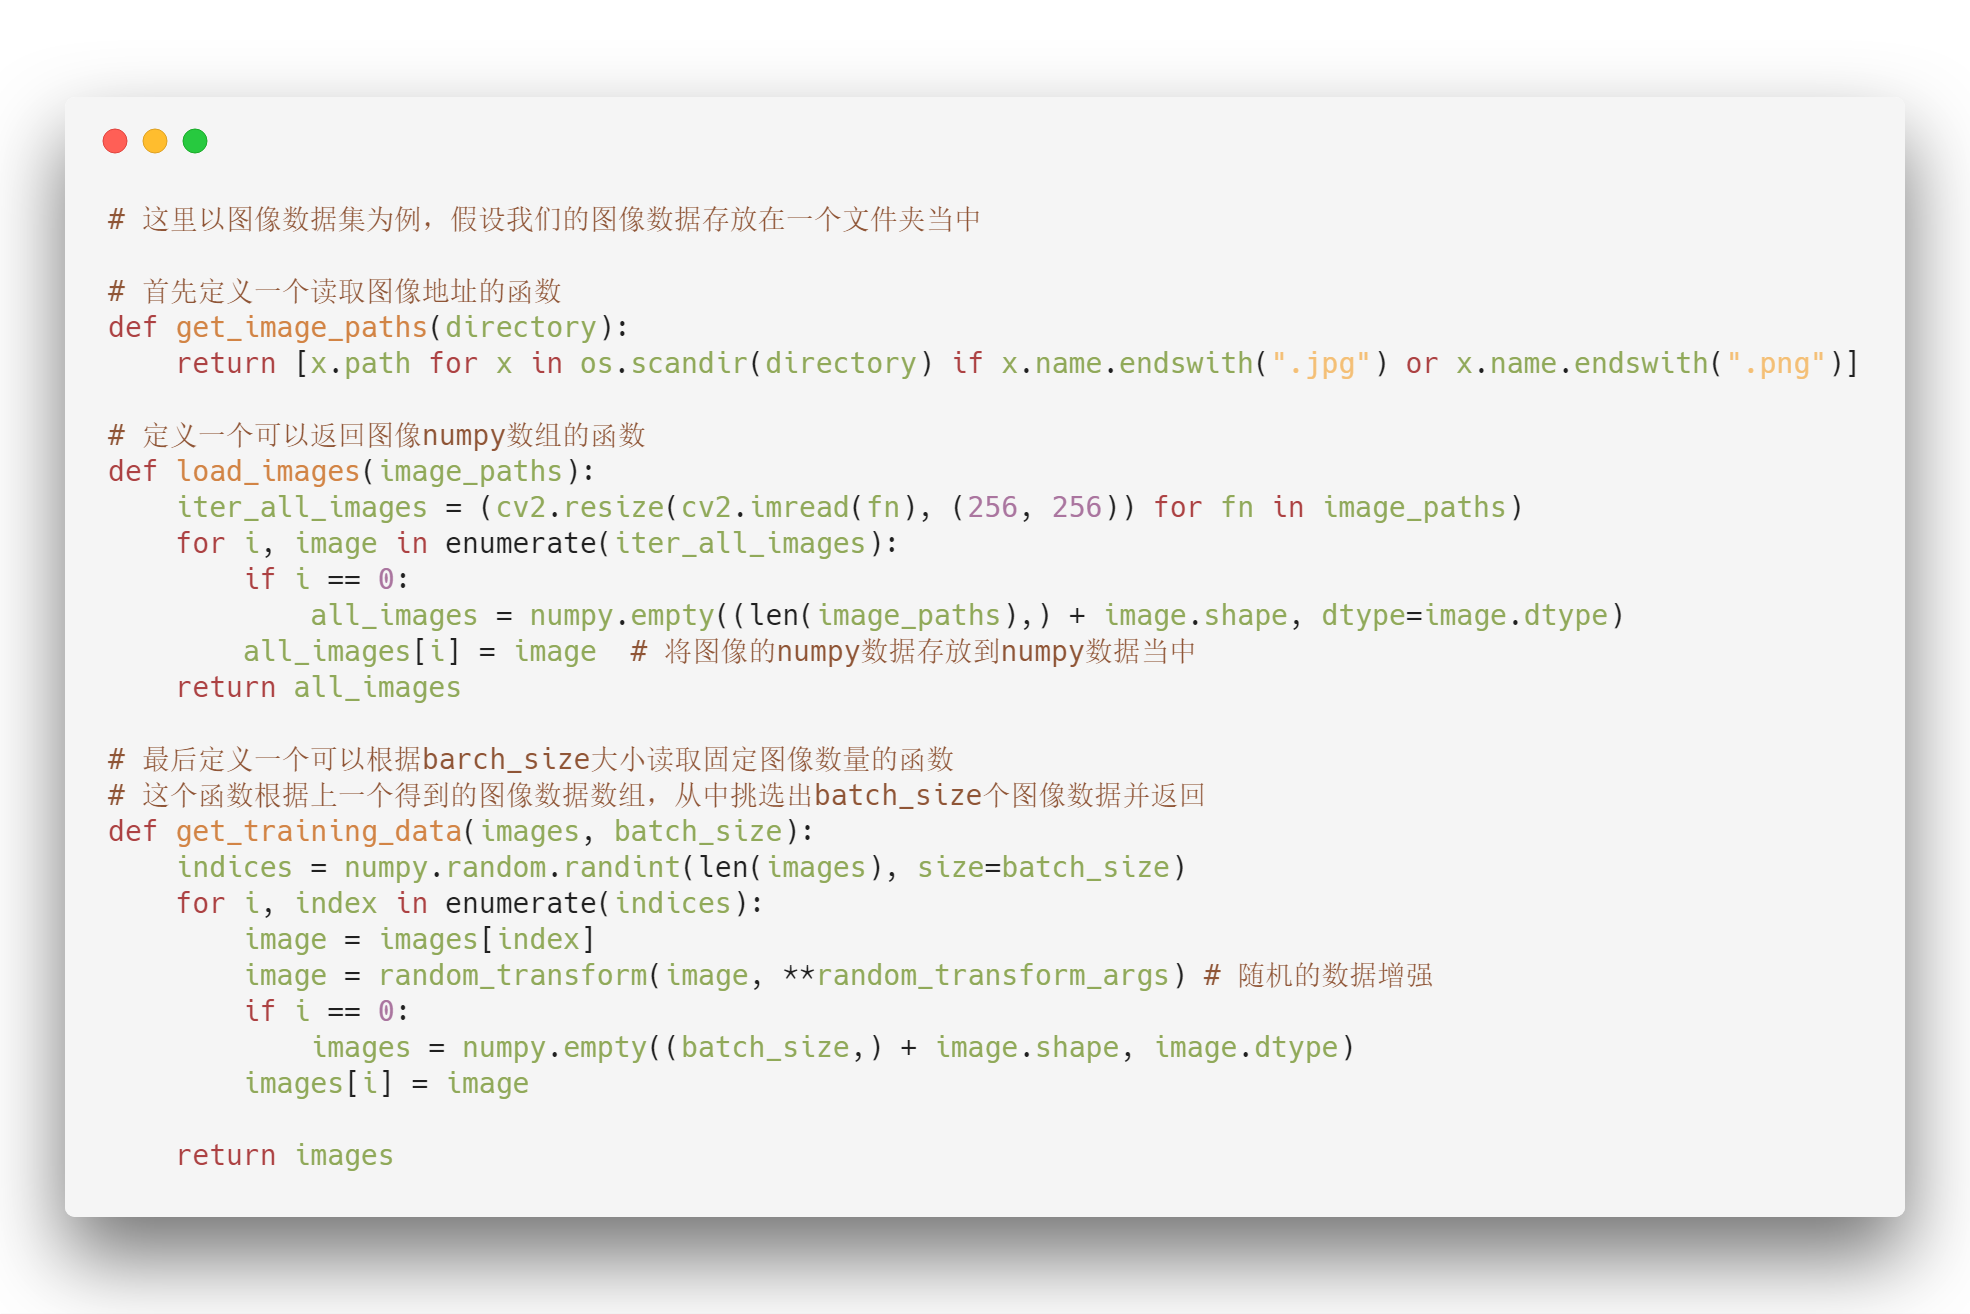 # 这里以图像数据集为例，假设我们的图像数据存放在一个文件夹当中
# 首先定义一个读取图像地址的函数
def get_image_paths(directory):
    return [x.path for x in os.scandir(directory) if x.name.endswith(".jpg") or x.name.endswith(".png")]
# 定义一个可以返回图像numpy数组的函数
def load_images(image_paths):
    iter_all_images = (cv2.resize(cv2.imread(fn), (256, 256)) for fn in image_paths)
    for i, image in enumerate(iter_all_images):
        if i == 0:
            all_images = numpy.empty((len(image_paths),) + image.shape, dtype=image.dtype)
        all_images[i] = image  # 将图像的numpy数据存放到numpy数据当中
    return all_images
# 最后定义一个可以根据barch_size大小读取固定图像数量的函数
# 这个函数根据上一个得到的图像数据数组，从中挑选出batch_size个图像数据并返回
def get_training_data(images, batch_size):
    indices = numpy.random.randint(len(images), size=batch_size)
    for i, index in enumerate(indices):
        image = images[index]
        image = random_transform(image, **random_transform_args) # 随机的数据增强
        if i == 0:
            images = numpy.empty((batch_size,) + image.shape, image.dtype)
        images[i] = image
    return images